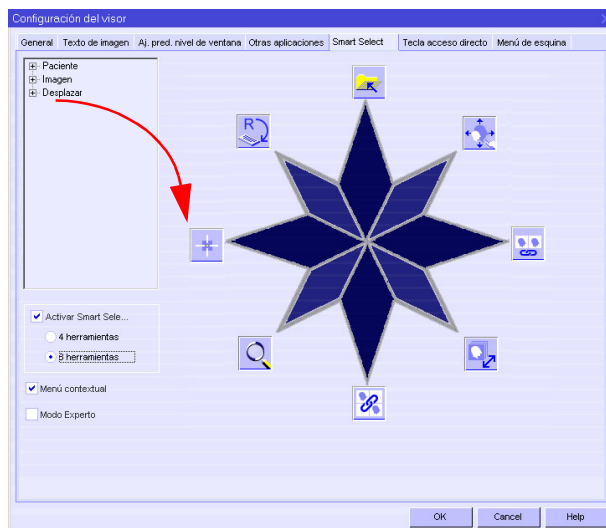 Configuración del visor
General Texto de imagen Aj. pred. nivel de ventana Otras aplicaciones Smart Select Tecla acceso directo Menú de esquina
Paciente
Imagen
Desplazar
R
Activar Smart Sele...
4 herramientas
8 herramientas
Menú contextual
Modo Experto
OK Cancel Help